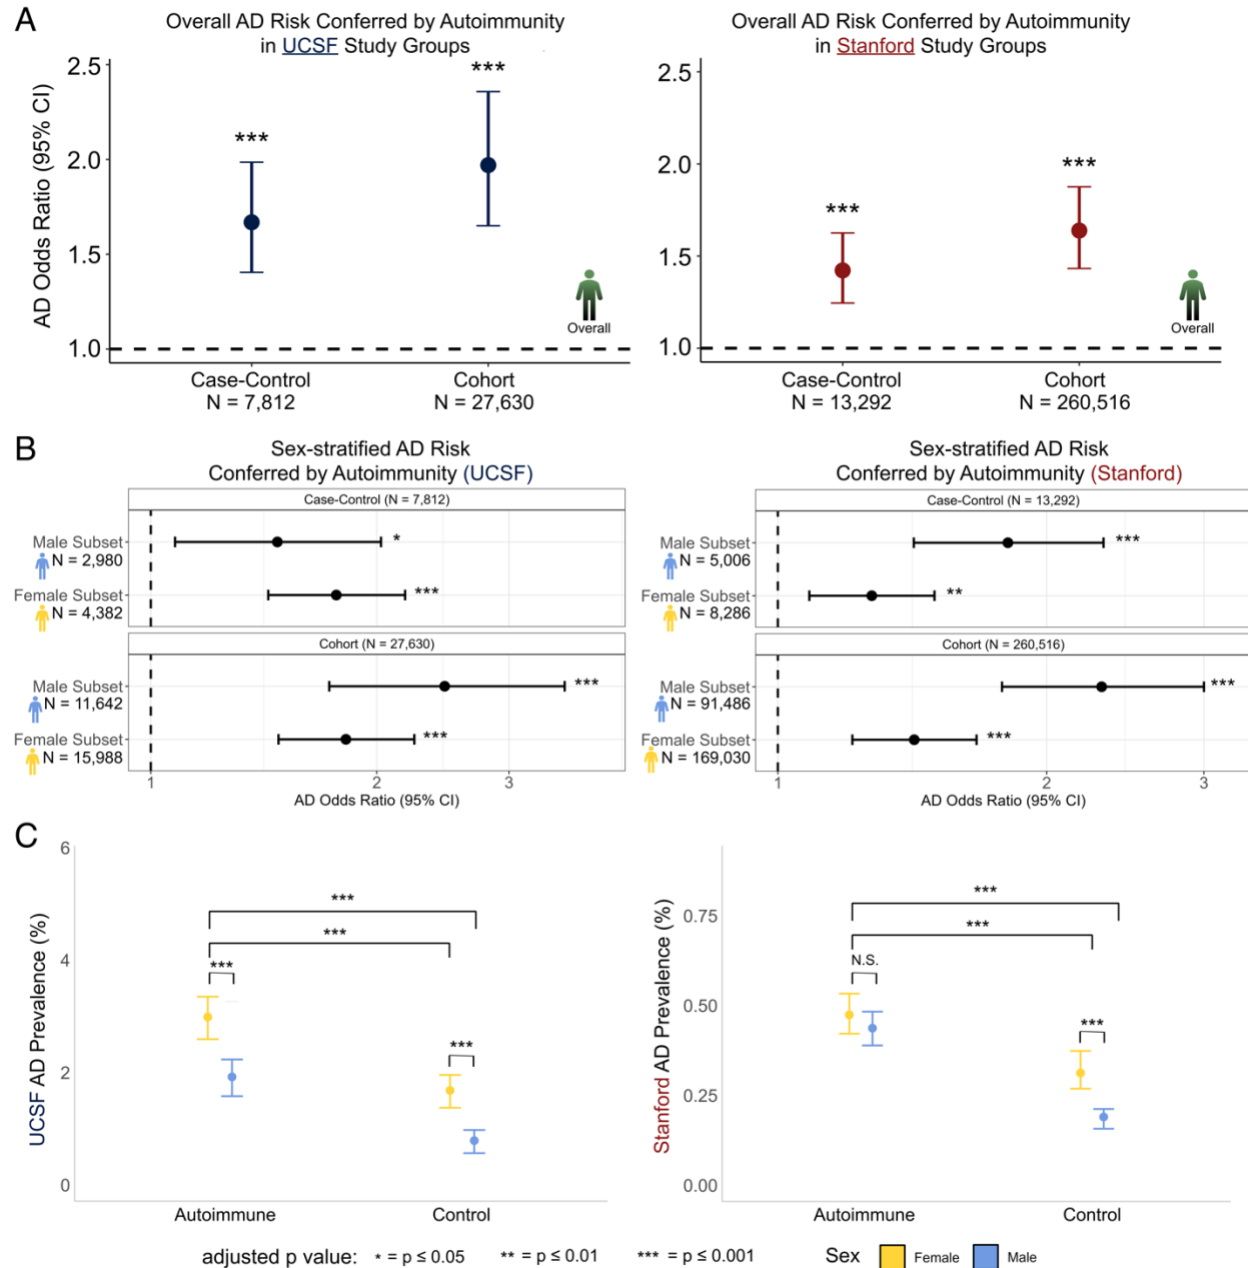 A
Overall AD Risk Conferred by Autoimmunity
in UCSF Study Groups
AD Odds Ratio (95% CI)
2.5
2.0
1.5
1.0
***
***
Overall
Case-Control
N = 7,812
Cohort
N = 27,630
Overall AD Risk Conferred by Autoimmunity
in Stanford Study Groups
2.5
2.0
1.5
1.0
***
***
Overall
Case-Control
N = 13,292
Cohort
N = 260,516
B
Sex-stratified AD Risk
Conferred by Autoimmunity (UCSF)
Case-Control (N = 7,812)
Male Subset
N = 2,980
*
Female Subset
N = 4,382
***
Cohort (N = 27,630)
Male Subset
N = 11,642
***
Female Subset
N = 15,988
***
1 2 3
AD Odds Ratio (95% CI)
Sex-stratified AD Risk
Conferred by Autoimmunity (Stanford)
Case-Control (N = 13,292)
Male Subset
N = 5,006
***
Female Subset
N = 8,286
**
Cohort (N = 260,516)
Male Subset
N = 91,486
***
Female Subset
N = 169,030
***
1 2 3
AD Odds Ratio (95% CI)
C
UCSF AD Prevalence (%)
6
4
2
0
***
***
***
***
Autoimmune
Control
Stanford AD Prevalence (%)
0.75
0.50
0.25
0.00
***
***
N.S.
***
Autoimmune
Control
adjusted p value: * = p ≤ 0.05 ** = p ≤ 0.01 *** = p ≤ 0.001 Sex Female Male